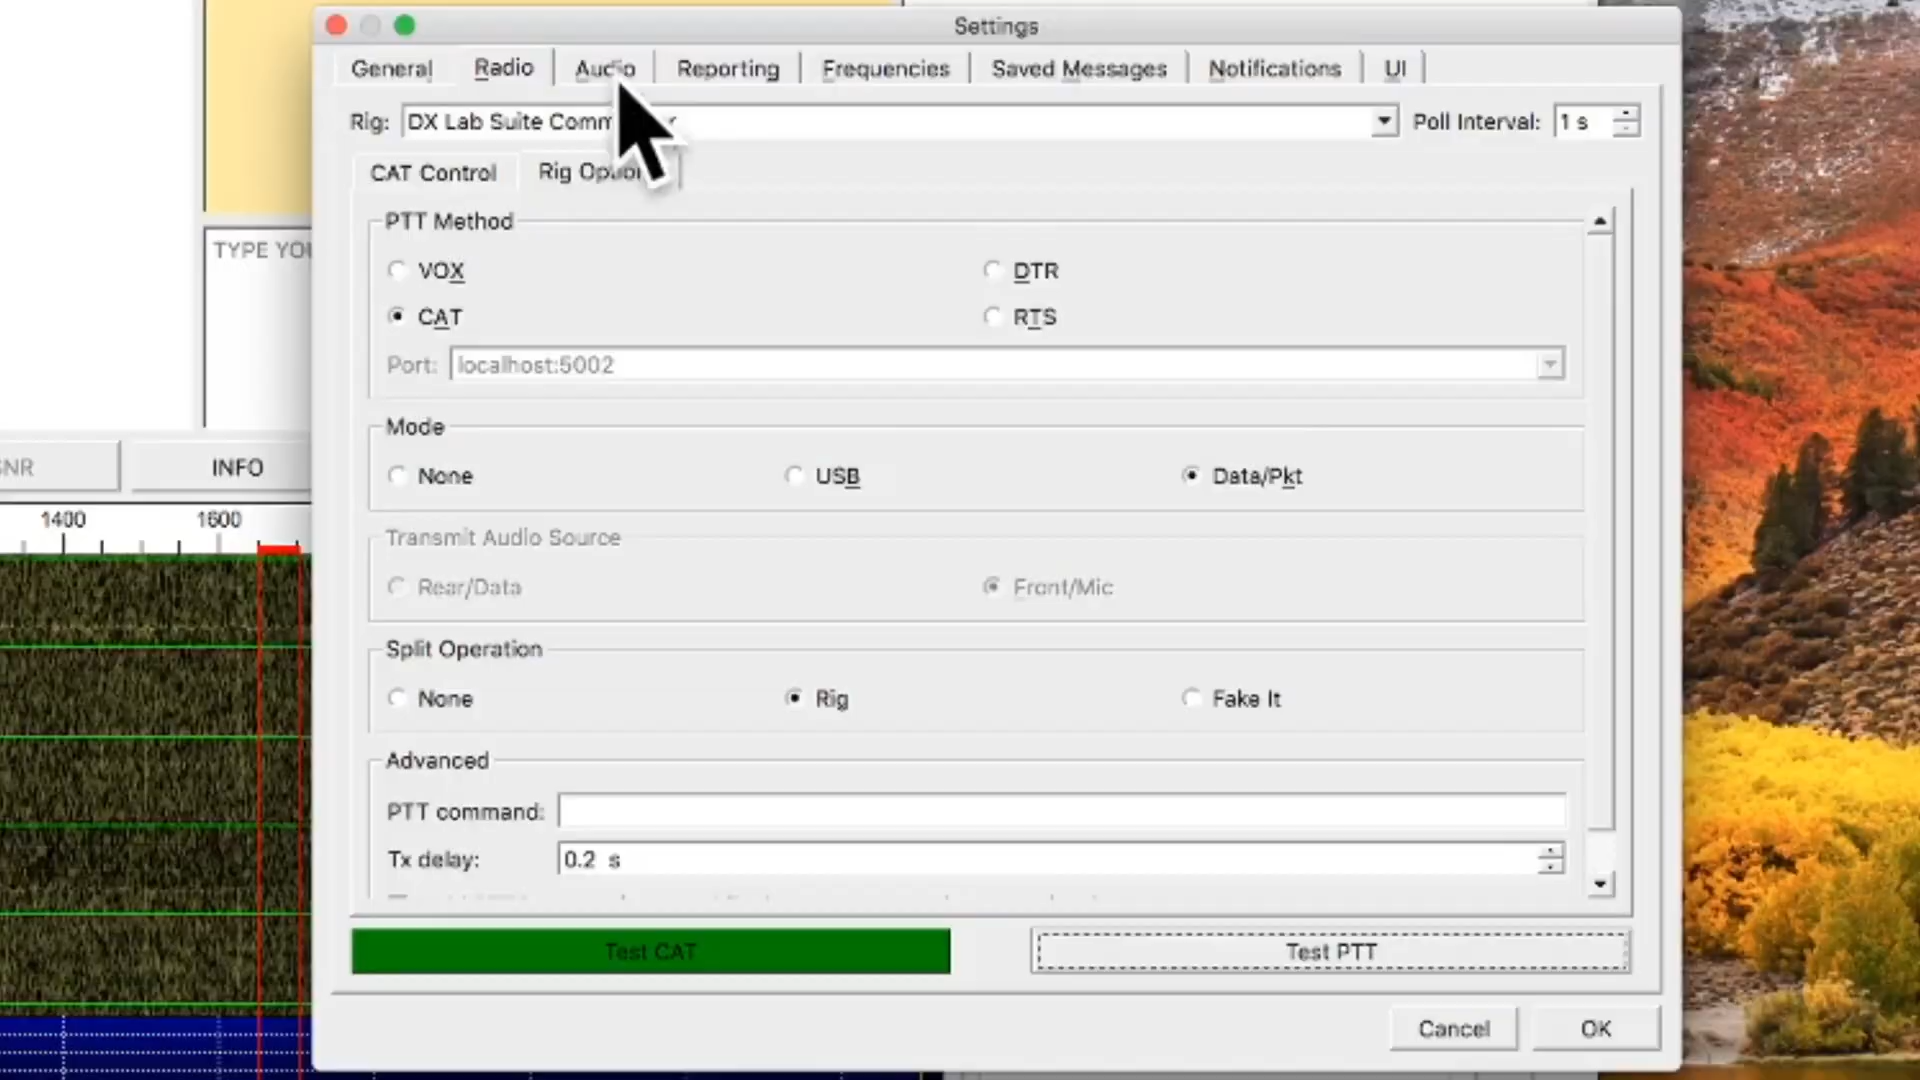 Settings
General Radio Audio Reporting Frequencies Saved Messages Notifications UI
Rig: DX Lab Suite Poll Interval: 1 s
CAT Control Rig
PTT Method
VOX DTR
CAT RTS
Port: localhost:5002
Mode
None USB Data/Pkt
Transmit Audio Source
Rear/Data Front/Mic
Split Operation
None Rig Fake It
Advanced
PTT command:
Tx delay: 0.2 s
Test CAT Test PTT
Cancel OK
TYPE
INFO
1400 1600